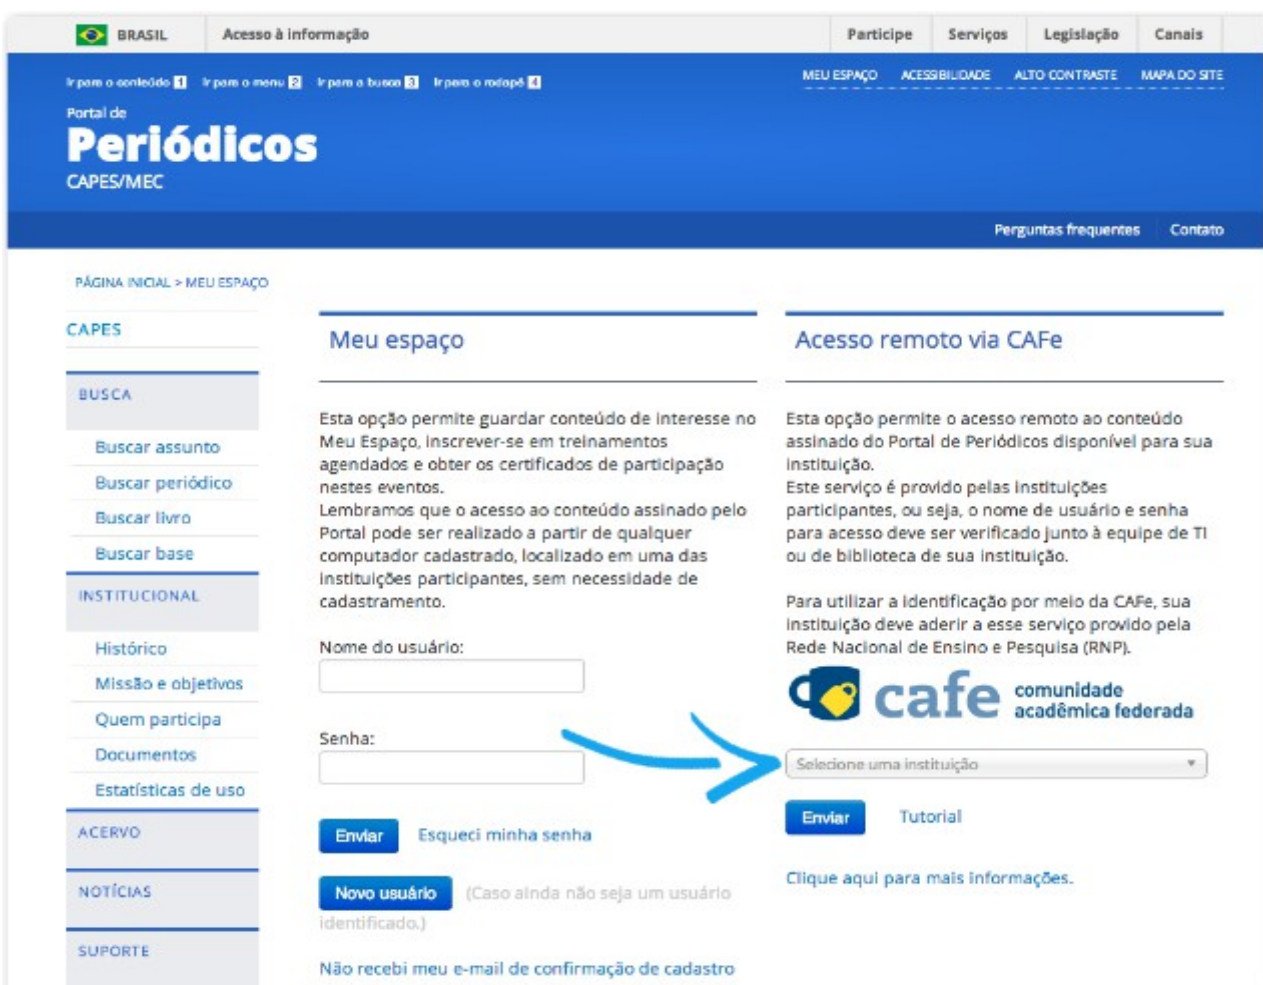 BRASIL
Acesso à informação
Participe
Serviços
Legislação
Canais
Ir para o conteúdo 1
Ir para o menu 2
Ir para a busca 3
Ir para o rodapé 4
MEU ESPAÇO
ACESSIBILIDADE
ALTO CONTRASTE
MAPA DO SITE
Portal de
Periódicos
CAPES/MEC
Perguntas frequentes
Contato
PÁGINA INICIAL > MEU ESPAÇO
CAPES
BUSCA
Buscar assunto
Buscar periódico
Buscar livro
Buscar base
INSTITUCIONAL
Histórico
Missão e objetivos
Quem participa
Documentos
Estatísticas de uso
ACERVO
NOTÍCIAS
SUPORTE
Meu espaço
Esta opção permite guardar conteúdo de interesse no
Meu Espaço, inscrever-se em treinamentos
agendados e obter os certificados de participação
nestes eventos.
Lembramos que o acesso ao conteúdo assinado pelo
Portal pode ser realizado a partir de qualquer
computador cadastrado, localizado em uma das
instituições participantes, sem necessidade de
cadastramento.
Nome do usuário:
Senha:
Enviar
Esqueci minha senha
Novo usuário
(Caso ainda não seja um usuário
identificado.)
Não recebi meu e-mail de confirmação de cadastro
Acesso remoto via CAFe
Esta opção permite o acesso remoto ao conteúdo
assinado do Portal de Periódicos disponível para sua
instituição.
Este serviço é provido pelas instituições
participantes, ou seja, o nome de usuário e senha
para acesso deve ser verificado junto à equipe de TI
ou de biblioteca de sua instituição.
Para utilizar a identificação por meio da CAFe, sua
instituição deve aderir a esse serviço provido pela
Rede Nacional de Ensino e Pesquisa (RNP).
cafe
comunidade
acadêmica federada
Selecione uma instituição
Enviar
Tutorial
Clique aqui para mais informações.